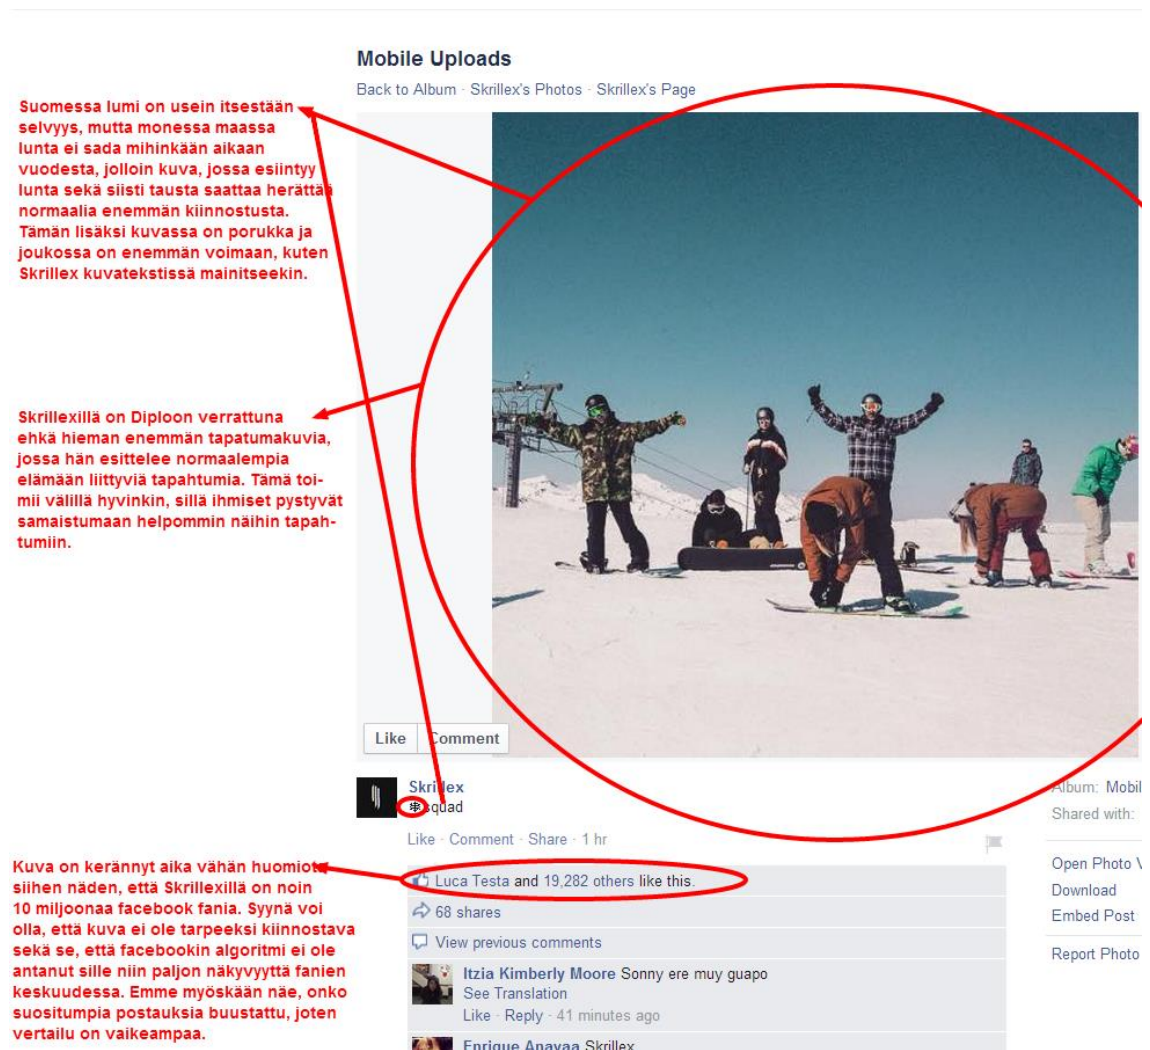 Mobile Uploads
Back to Album · Skrillex's Photos · Skrillex's Page
Suomessa lumi on usein itsestään
selvyys, mutta monessa maassa
lunta ei sada mihinkään aikaan
vuodesta, jolloin kuva, jossa esiintyy
lunta sekä siisti tausta saattaa herättää
normaalia enemmän kiinnostusta.
Tämän lisäksi kuvassa on porukka ja
joukossa on enemmän voimaan, kuten
Skrillex kuvatekstissä mainitseekin.
Skrillexillä on Diploon verrattuna
ehkä hieman enemmän tapatumakuvia,
jossa hän esittelee normaalempia
elämään liittyviä tapahtumia. Tämä toi-
mii välillä hyvinkin, sillä ihmiset pystyvät
samaistumaan helpommin näihin tapah-
tumiin.
Like Comment
Skrillex
❄squad
Like · Comment · Share · 1 hr
Album: Mobil
Shared with:
Open Photo V
Download
Embed Post
Report Photo
Kuva on kerännyt aika vähän huomiota
siihen näden, että Skrillexillä on noin
10 miljoonaa facebook fania. Syynä voi
olla, että kuva ei ole tarpeeksi kiinnostava
sekä se, että facebookin algoritmi ei ole
antanut sille niin paljon näkyvyyttä fanien
keskuudessa. Emme myöskään näe, onko
suositumpia postauksia buustattu, joten
vertailu on vaikeampaa.
Luca Testa and 19,282 others like this.
68 shares
View previous comments
Itzia Kimberly Moore Sonny ere muy guapo
See Translation
Like · Reply · 41 minutes ago
Enrique Anayaa Skrillex